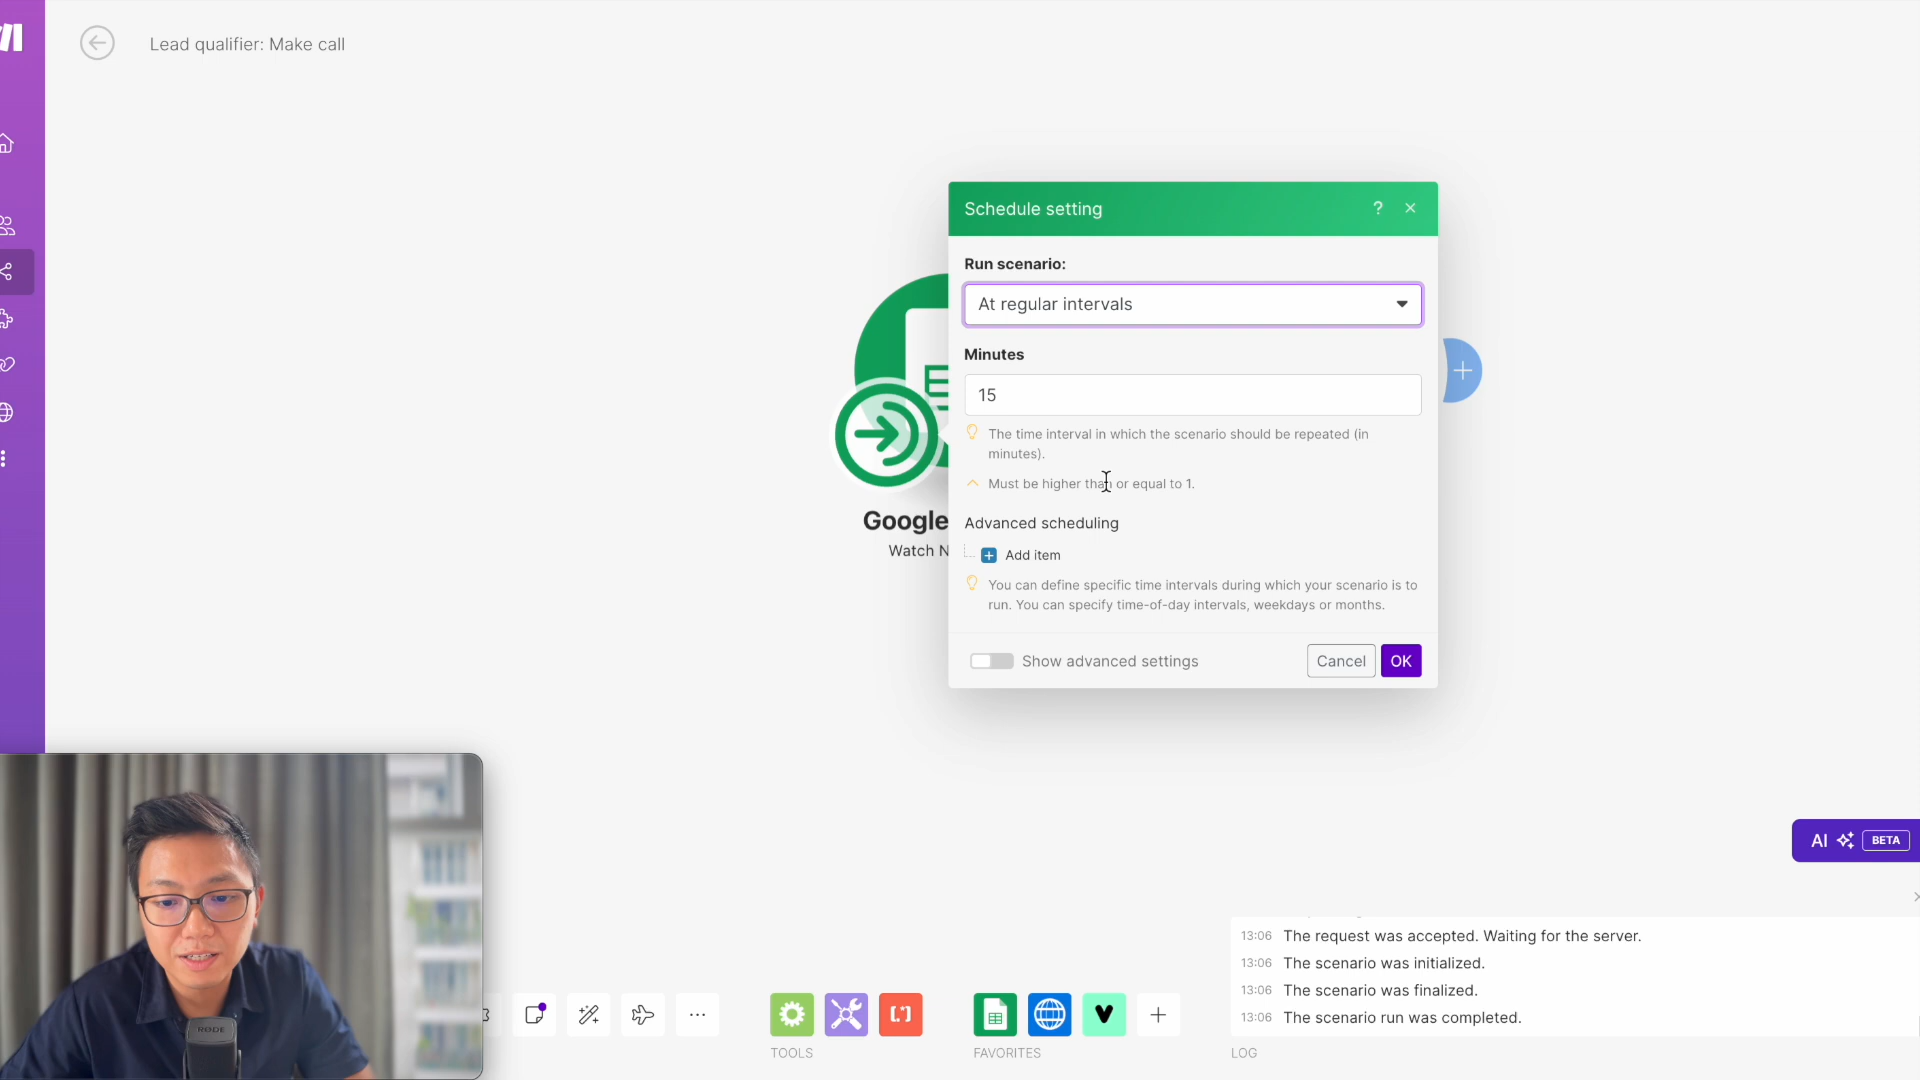 Lead qualifier: Make call
Schedule setting
?
Run scenario:
At regular intervals
Minutes
15
The time interval in which the scenario should be repeated (in
minutes).
Must be higher than or equal to 1.
Advanced scheduling
Add item
You can define specific time intervals during which your scenario is to
run. You can specify time-of-day intervals, weekdays or months.
Show advanced settings
Cancel
OK
Google
Watch N
AI
BETA
13:06 The request was accepted. Waiting for the server.
13:06 The scenario was initialized.
13:06 The scenario was finalized.
13:06 The scenario run was completed.
TOOLS
FAVORITES
LOG
RØDE